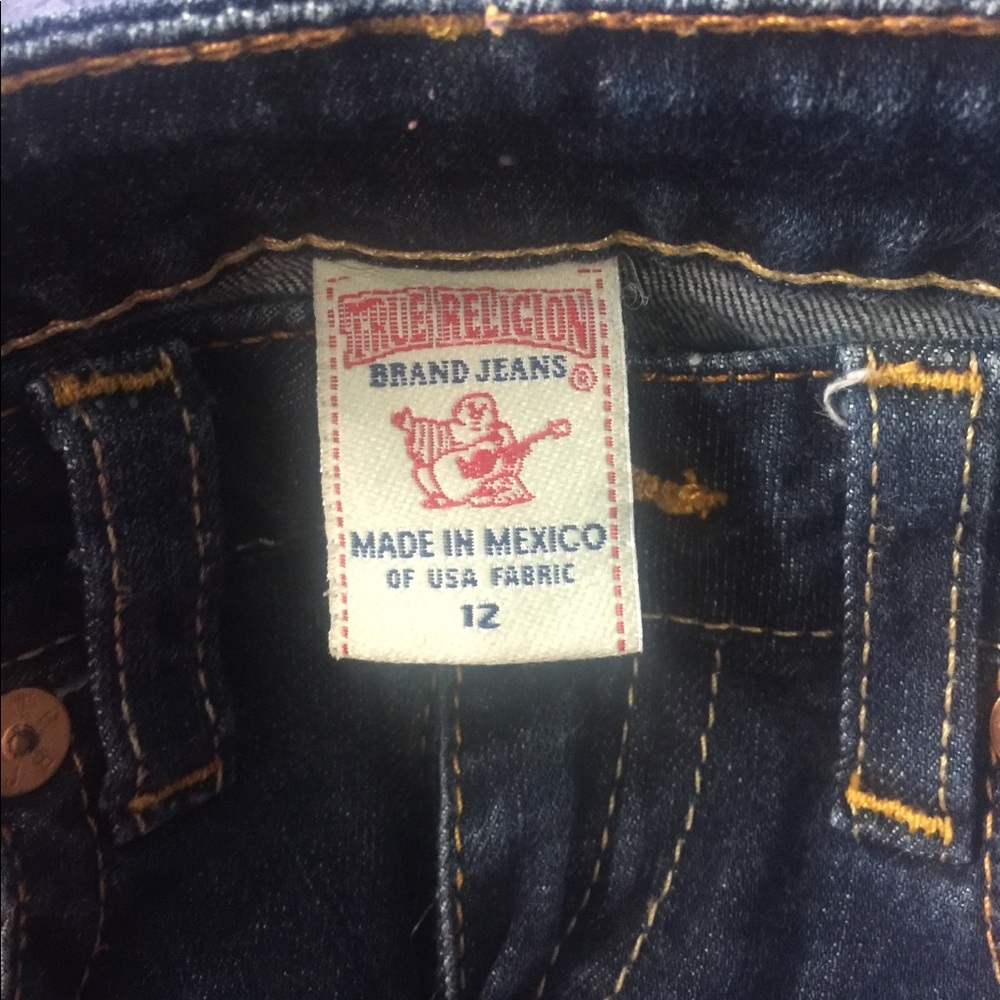 TRUE RELIGION
BRAND JEANS®
MADE IN MEXICO
OF USA FABRIC
12